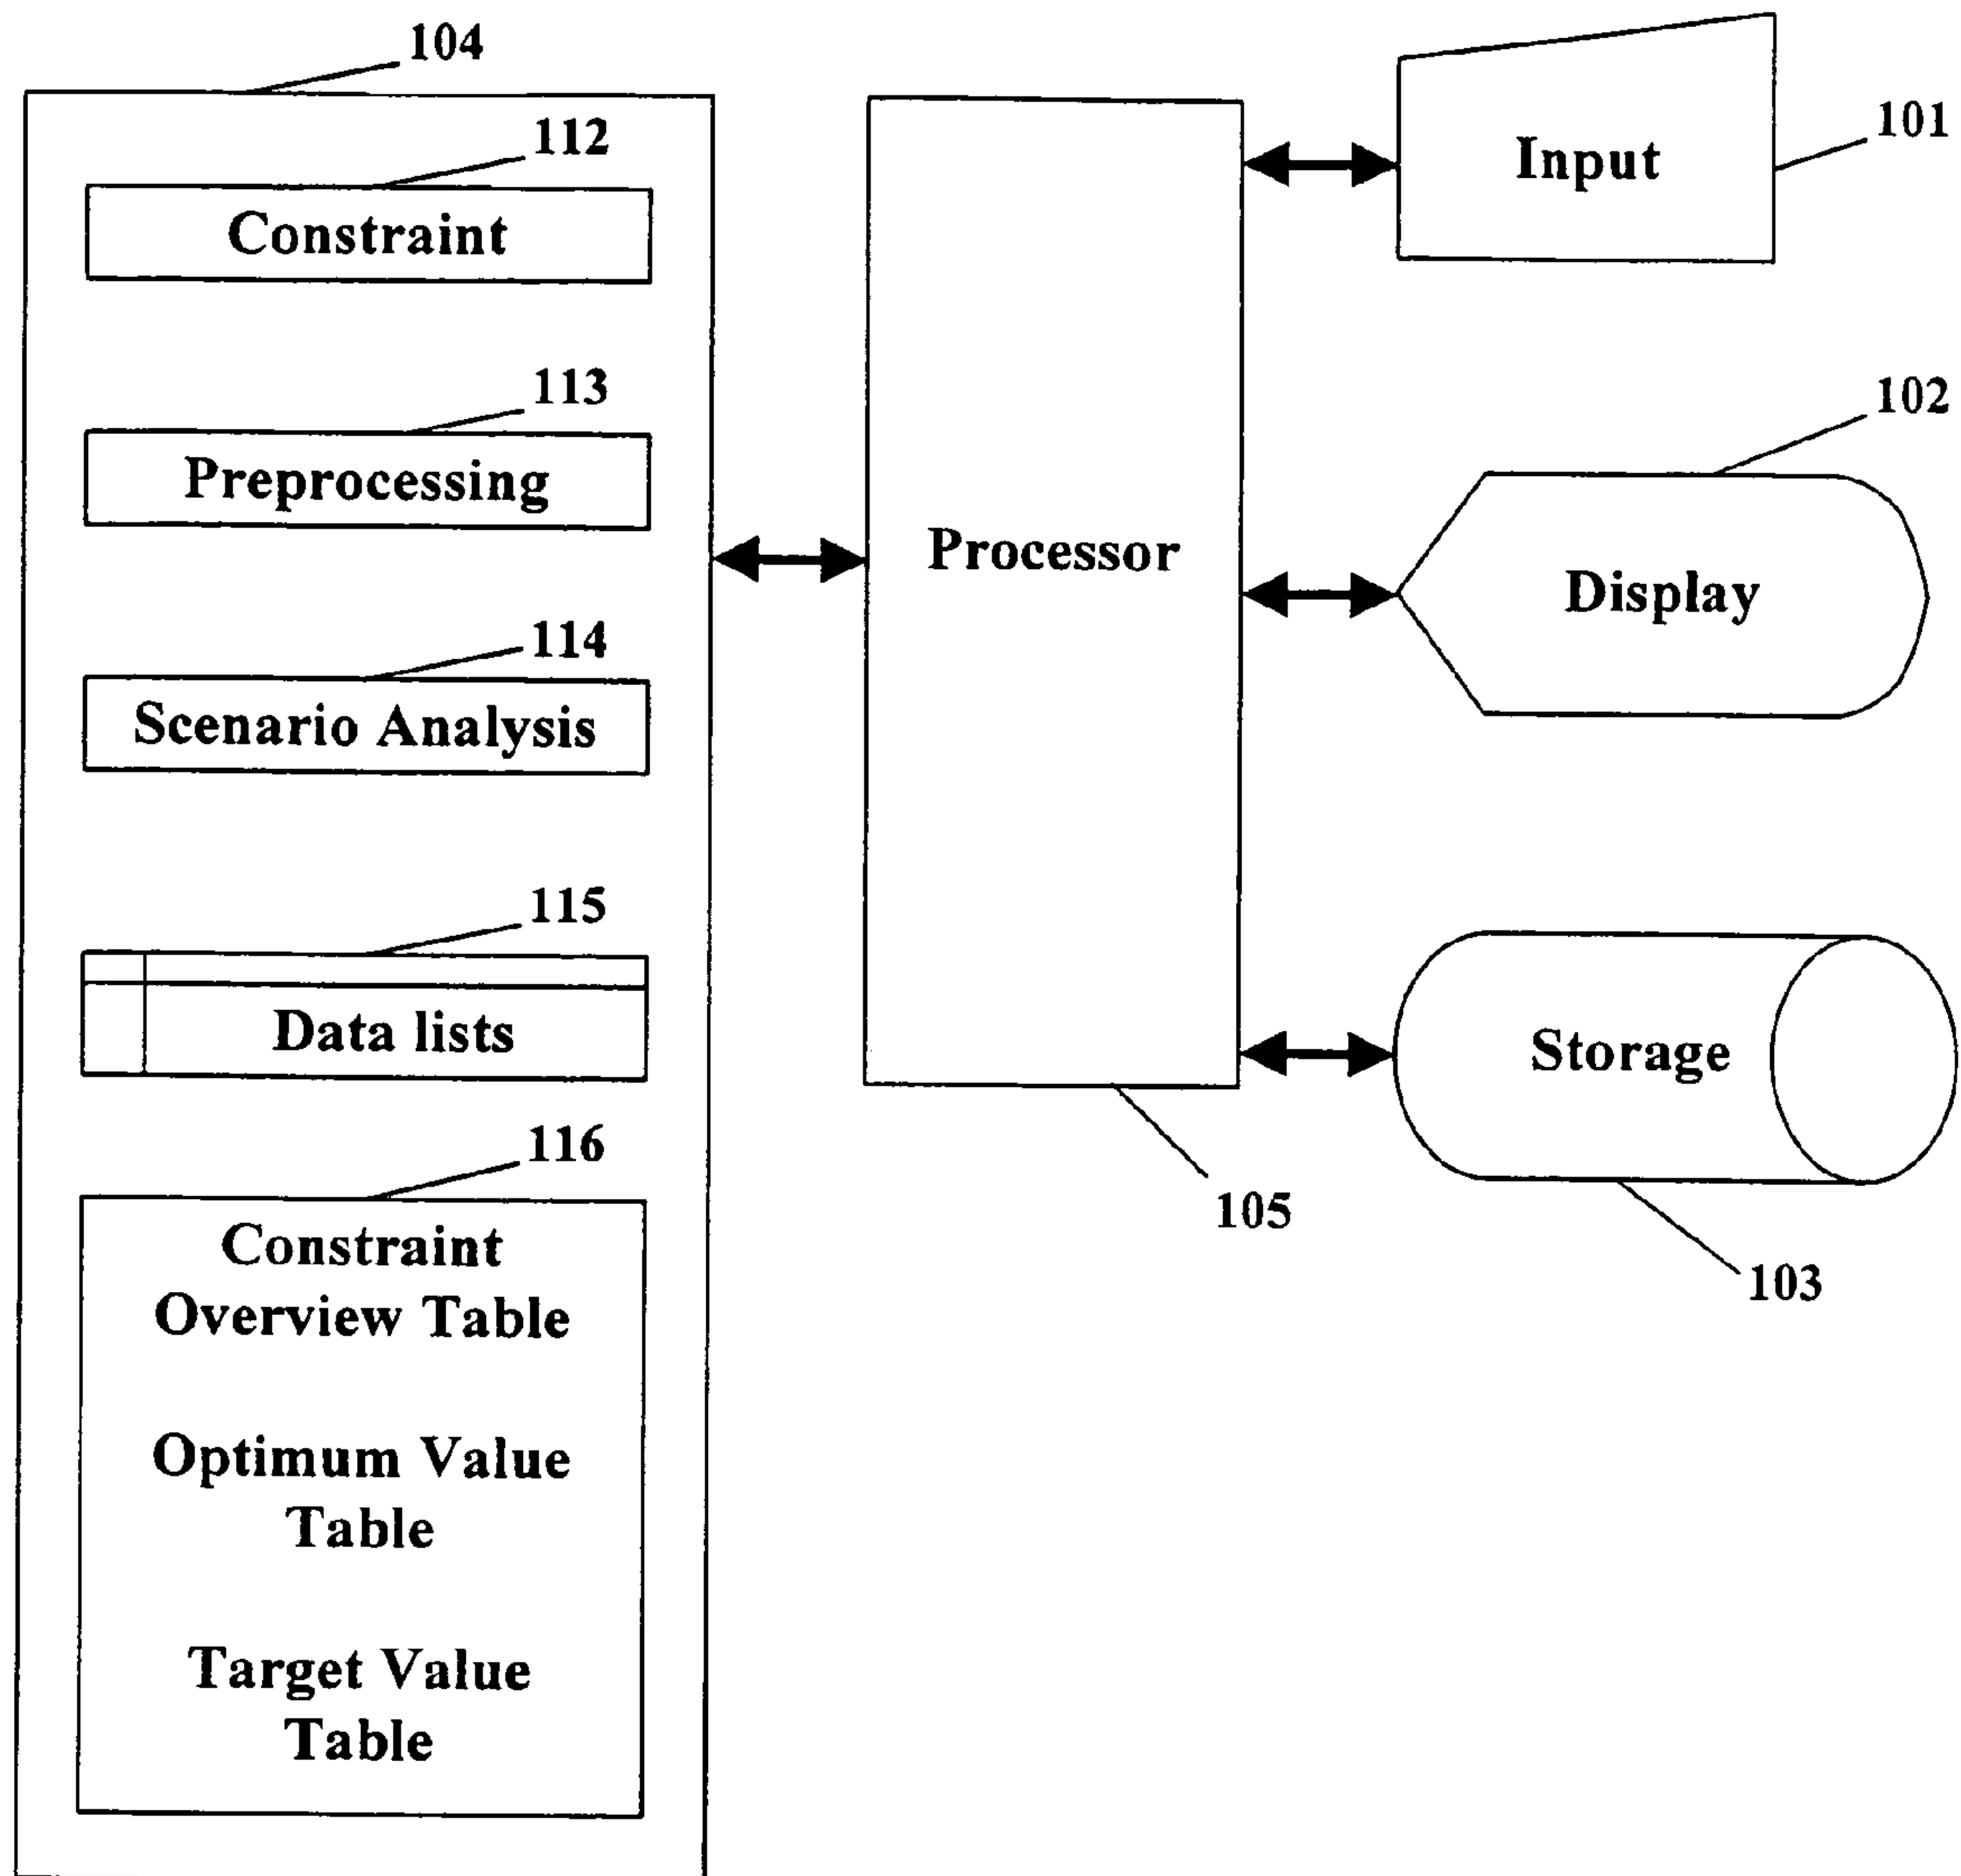 104
112
Constraint
113
Preprocessing
114
Scenario Analysis
115
Data lists
116
Constraint
Overview Table
Optimum Value
Table
Target Value
Table
Processor
105
Input
101
102
Display
Storage
103